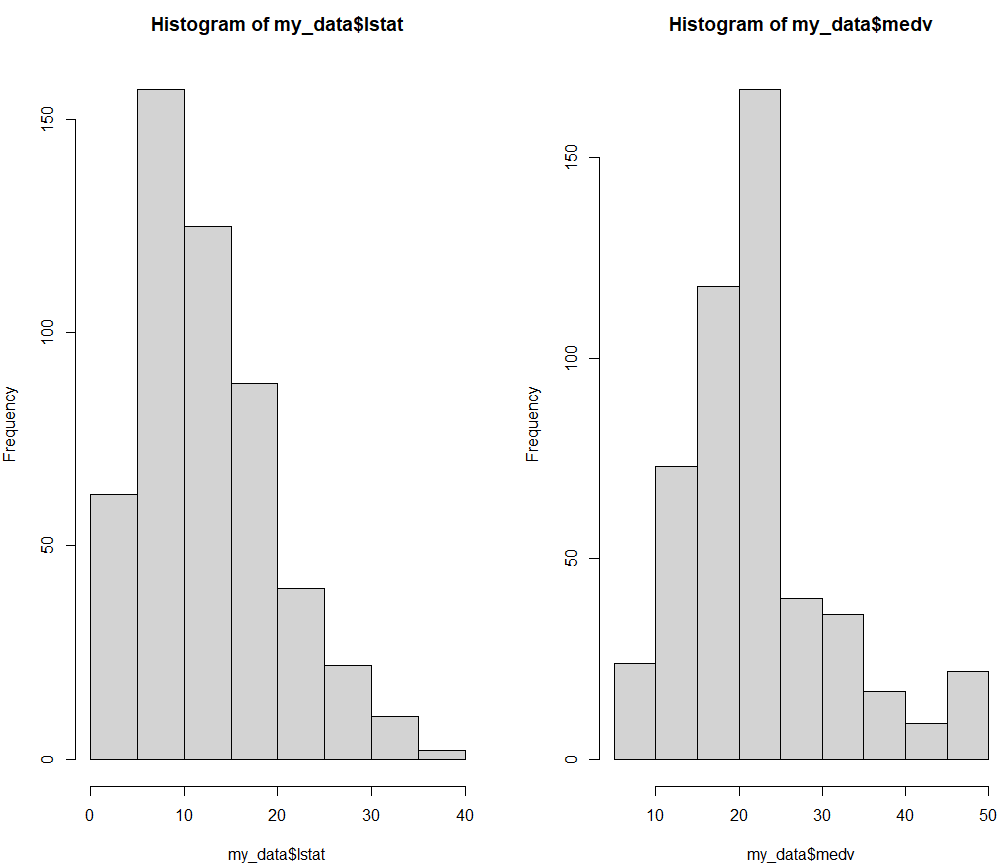 Histogram of my_data$lstat
Frequency
150
100
50
0
0 10 20 30 40
my_data$lstat
Histogram of my_data$medv
Frequency
150
100
50
0
10 20 30 40 50
my_data$medv